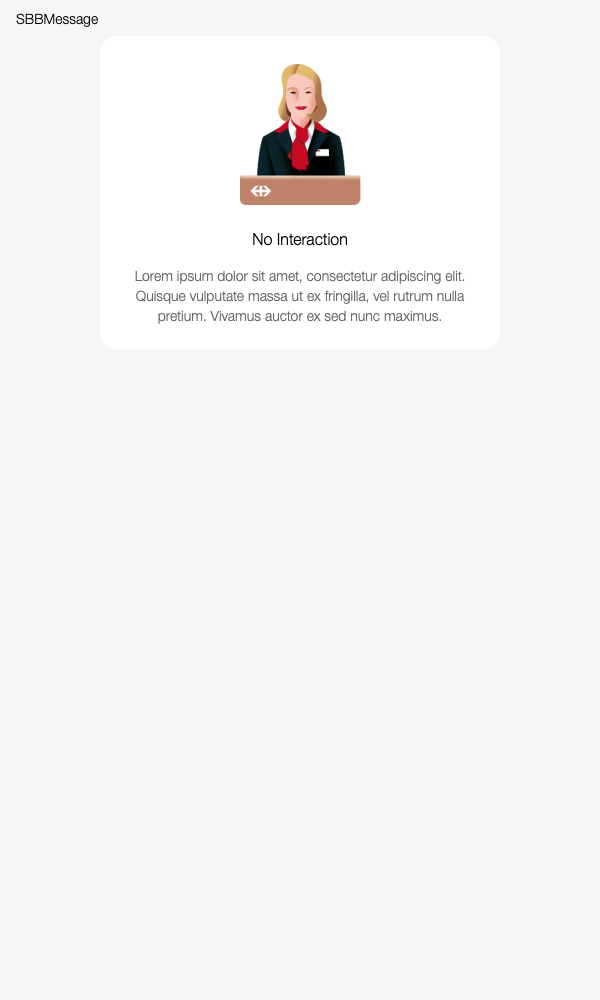 SBBMessage
No Interaction
Lorem ipsum dolor sit amet, consectetur adipiscing elit.
Quisque vulputate massa ut ex fringilla, vel rutrum nulla
pretium. Vivamus auctor ex sed nunc maximus.